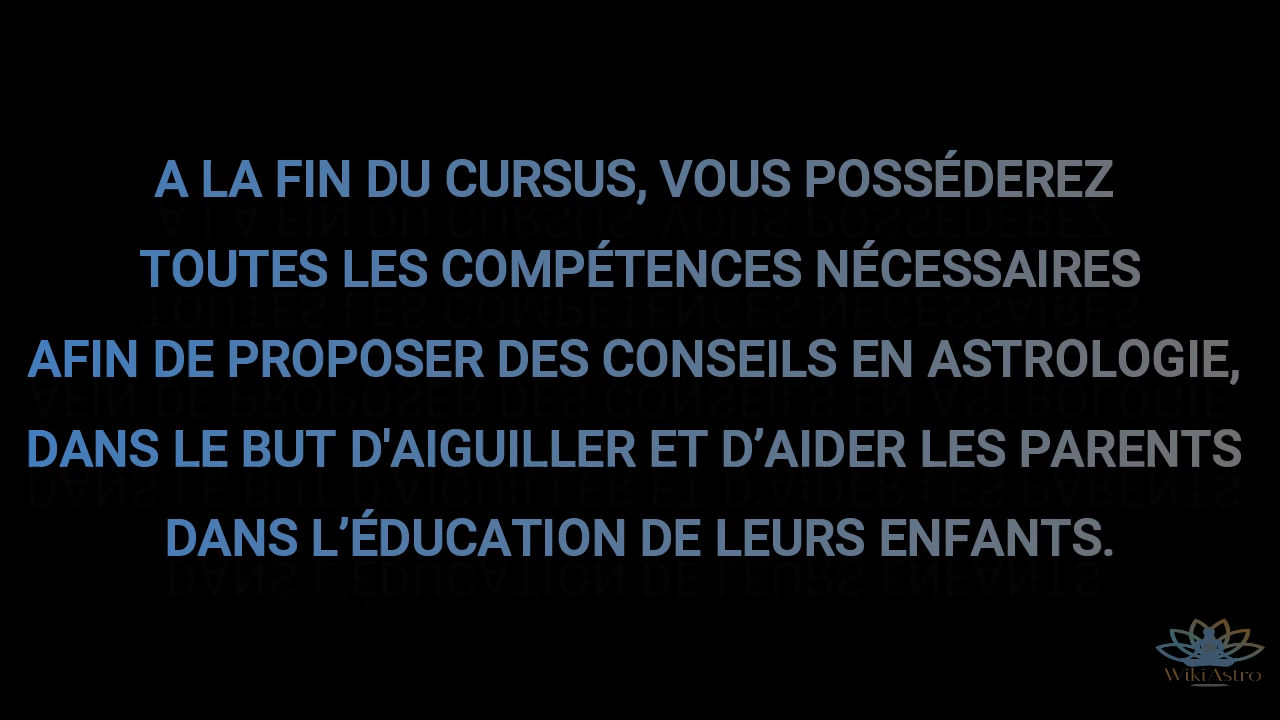 A LA FIN DU CURSUS, VOUS POSSÉDEREZ
TOUTES LES COMPÉTENCES NÉCESSAIRES
AFIN DE PROPOSER DES CONSEILS EN ASTROLOGIE,
DANS LE BUT D'AIGUILLER ET D’AIDER LES PARENTS
DANS L’ÉDUCATION DE LEURS ENFANTS.
WikiAstro